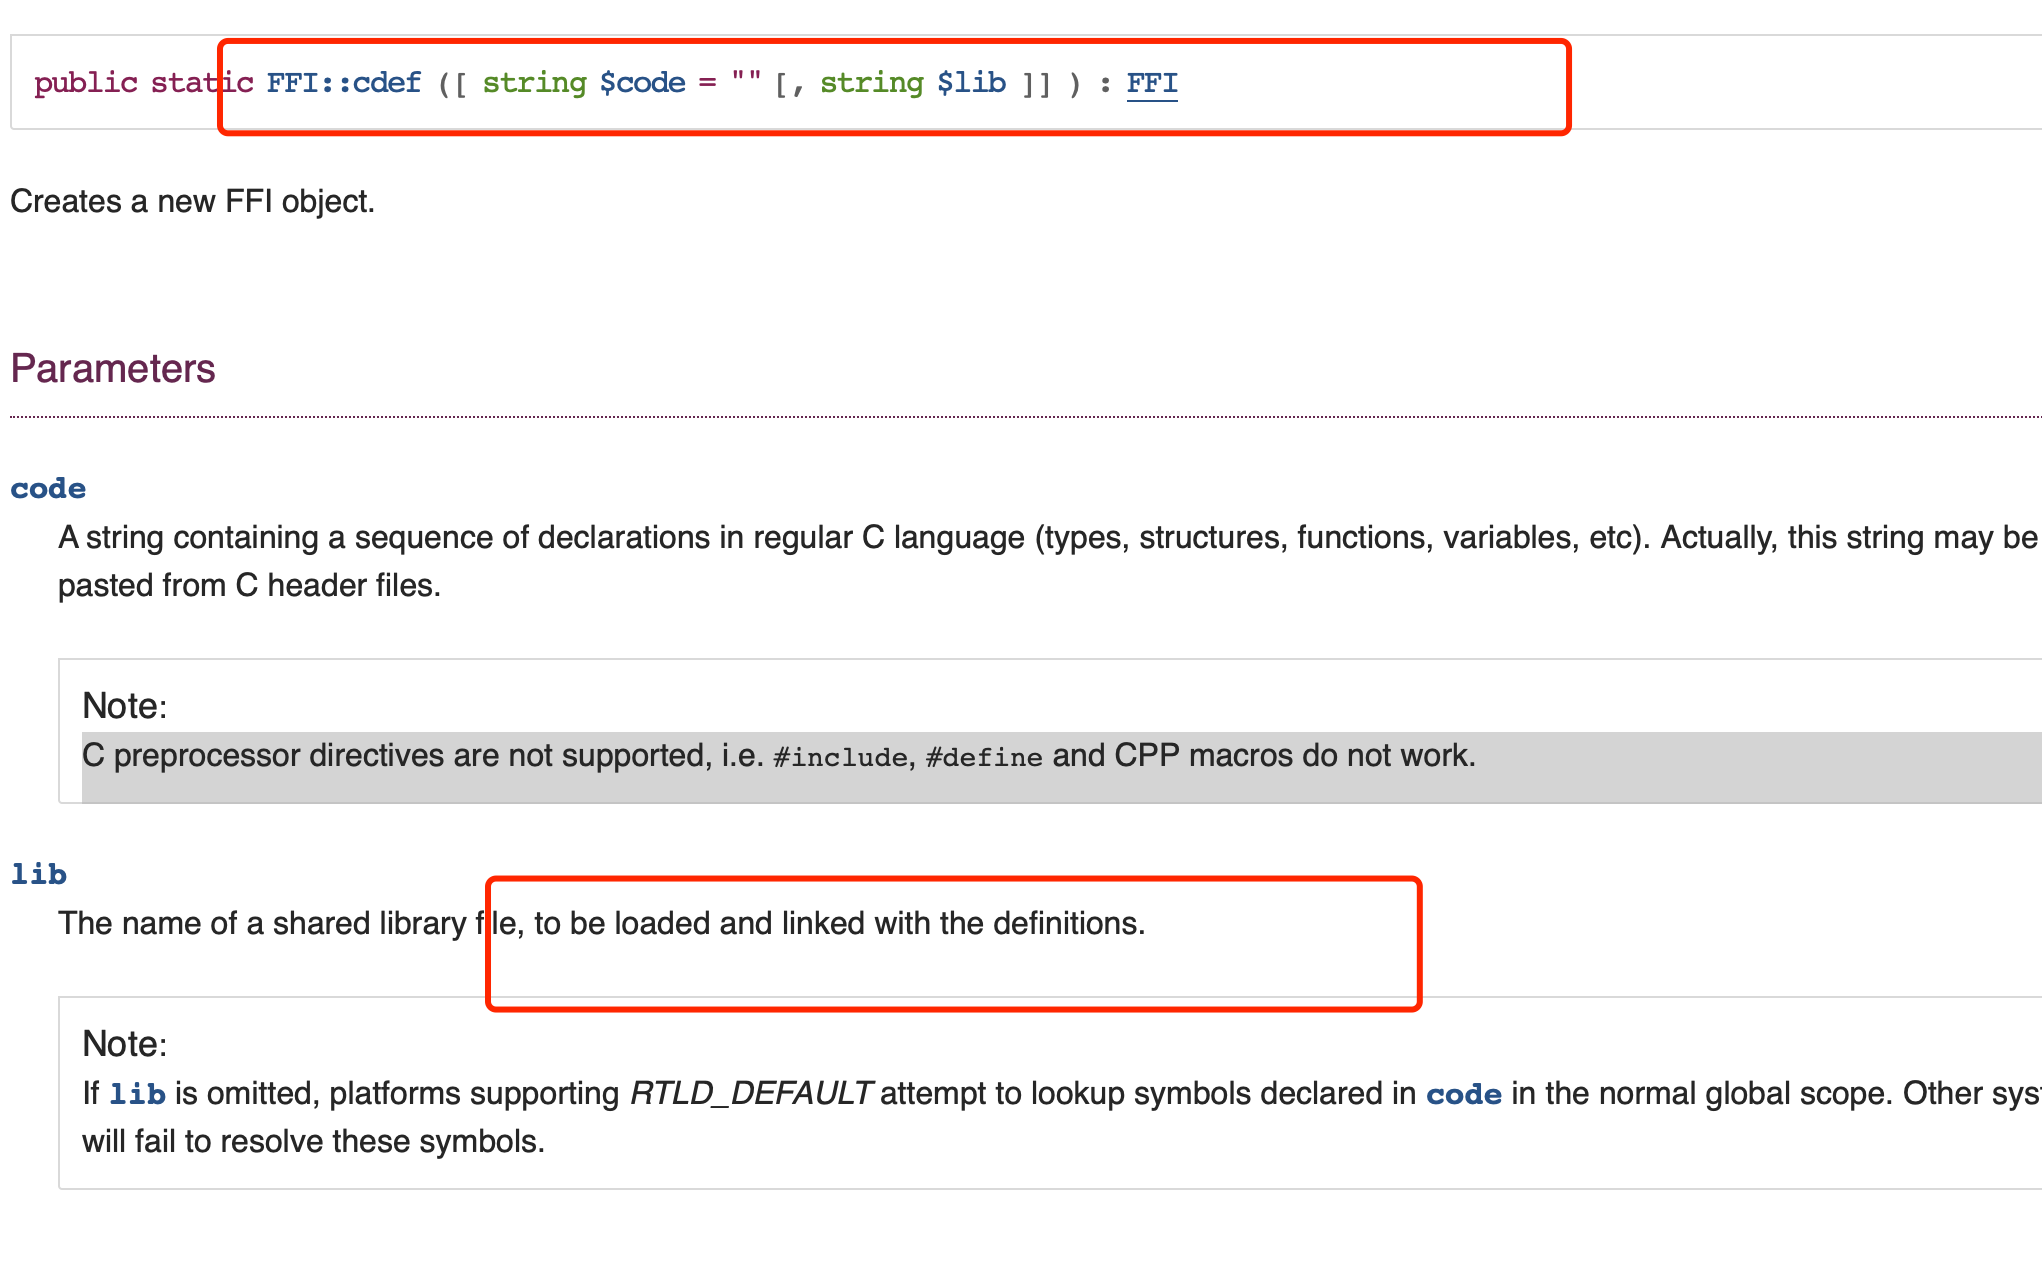 public static FFI::cdef ([ string $code = "" [, string $lib ]] ) : FFI
Creates a new FFI object.
Parameters
code
A string containing a sequence of declarations in regular C language (types, structures, functions, variables, etc). Actually, this string may be
pasted from C header files.
Note:
C preprocessor directives are not supported, i.e. #include, #define and CPP macros do not work.
lib
The name of a shared library file, to be loaded and linked with the definitions.
Note:
If lib is omitted, platforms supporting RTLD_DEFAULT attempt to lookup symbols declared in code in the normal global scope. Other sys
will fail to resolve these symbols.